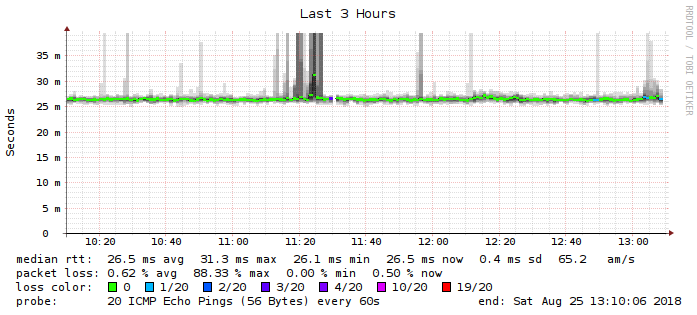 Last 3 Hours
RRDTOOL / TOBI OETIKER
Seconds
35 m
30 m
25 m
20 m
15 m
10 m
5 m
0
10:20 10:40 11:00 11:20 11:40 12:00 12:20 12:40 13:00
median rtt: 26.5 ms avg 31.3 ms max 26.1 ms min 26.5 ms now 0.4 ms sd 65.2 am/s
packet loss: 0.62 % avg 88.33 % max 0.00 % min 0.50 % now
loss color: 0 1/20 2/20 3/20 4/20 10/20 19/20
probe: 20 ICMP Echo Pings (56 Bytes) every 60s end: Sat Aug 25 13:10:06 2018